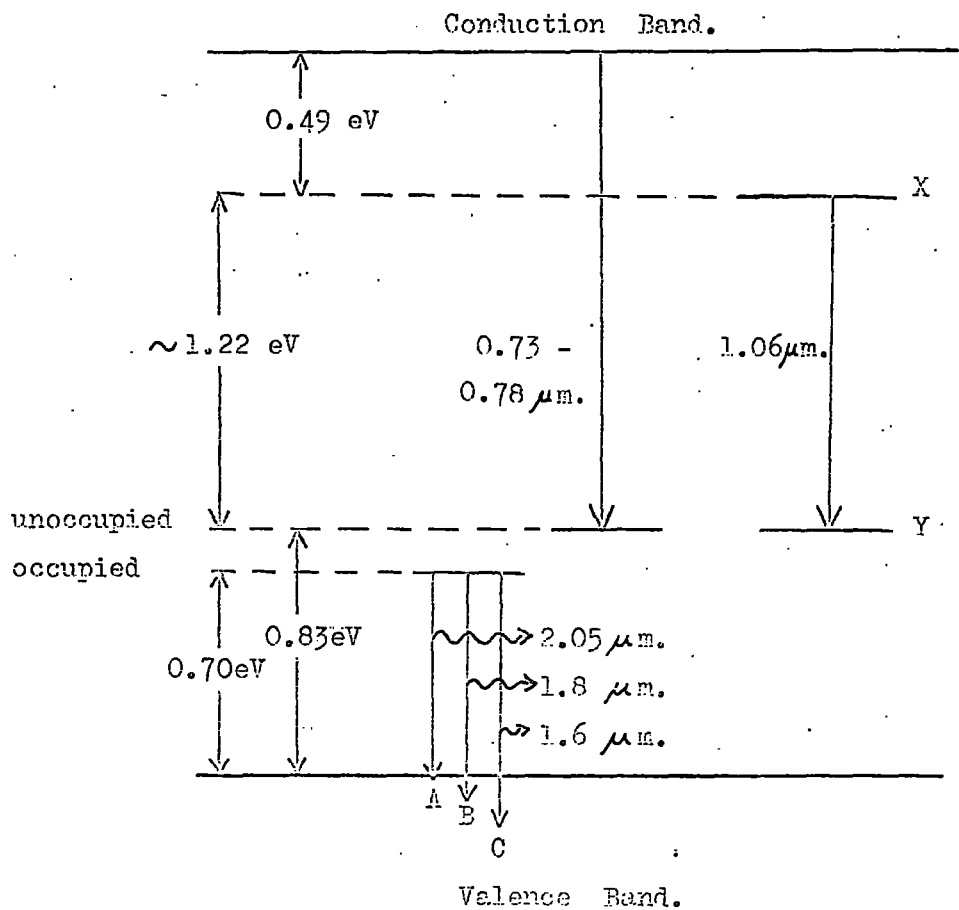 Conduction Band.
0.49 eV
X
~1.22 eV
0.73 -
0.78 μm.
1.06μm.
unoccupied
Y
occupied
0.83eV
0.70eV
2.05 μm.
1.8 μm.
1.6 μm.
A
B
C
Valence Band.